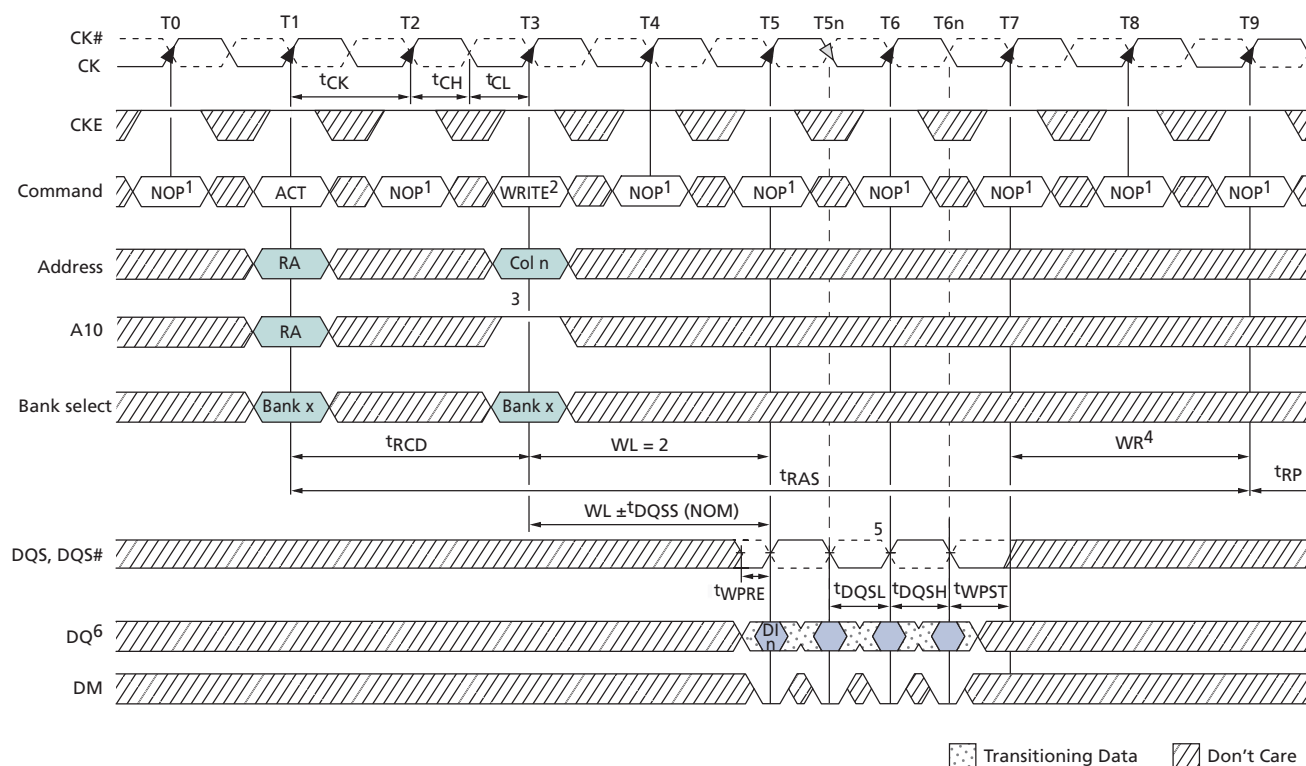 T0 T1 T2 T3 T4 T5 T5n T6 T6n T7 T8 T9
CK#
CK
tCK tCH tCL
CKE
Command NOP1 ACT NOP1 WRITE2 NOP1 NOP1 NOP1 NOP1 NOP1 NOP1
Address RA Col n
3
A10 RA
Bank select Bank x Bank x
tRCD WL = 2 WR4
tRAS tRP
WL ±tDQSS (NOM)
5
DQS, DQS#
tWPRE tDQSL tDQSH tWPST
DQ6 DI
n
DM
Transitioning Data Don't Care